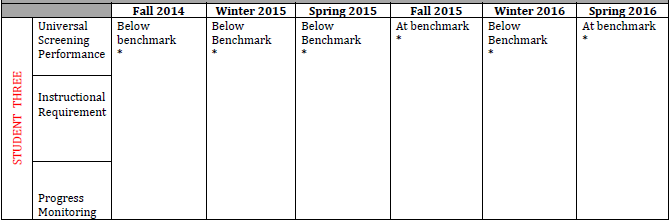 Fall 2014 Winter 2015 Spring 2015 Fall 2015 Winter 2016 Spring 2016
STUDENT THREE
Universal Below Below Below At benchmark Below At benchmark
Screening benchmark Benchmark Benchmark * Benchmark *
Performance * * * *
Instructional
Requirement
Progress
Monitoring